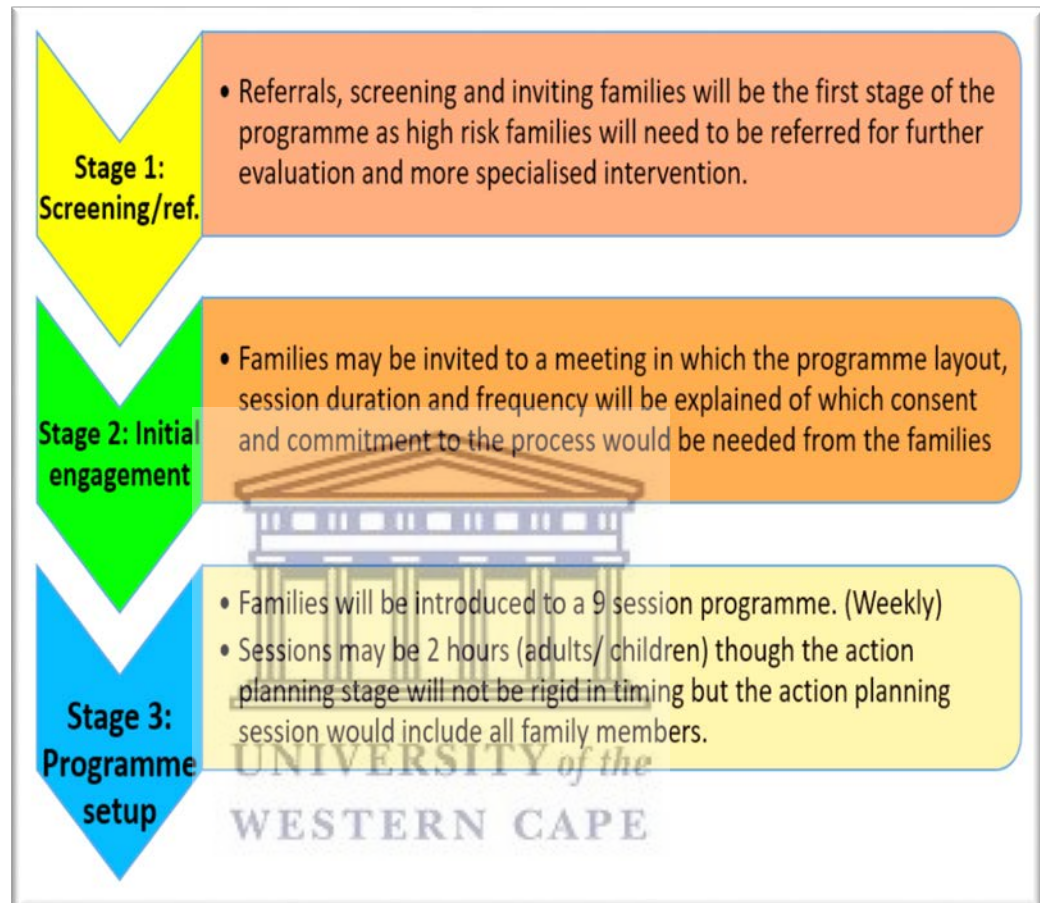 Stage 1:
Screening/ref.
• Referrals, screening and inviting families will be the first stage of the
programme as high risk families will need to be referred for further
evaluation and more specialised intervention.
Stage 2: Initial
engagement
• Families may be invited to a meeting in which the programme layout,
session duration and frequency will be explained of which consent
and commitment to the process would be needed from the families
Stage 3:
Programme
setup
• Families will be introduced to a 9 session programme. (Weekly)
• Sessions may be 2 hours (adults/ children) though the action
planning stage will not be rigid in timing but the action planning
session would include all family members.
UNIVERSITY of the
WESTERN CAPE